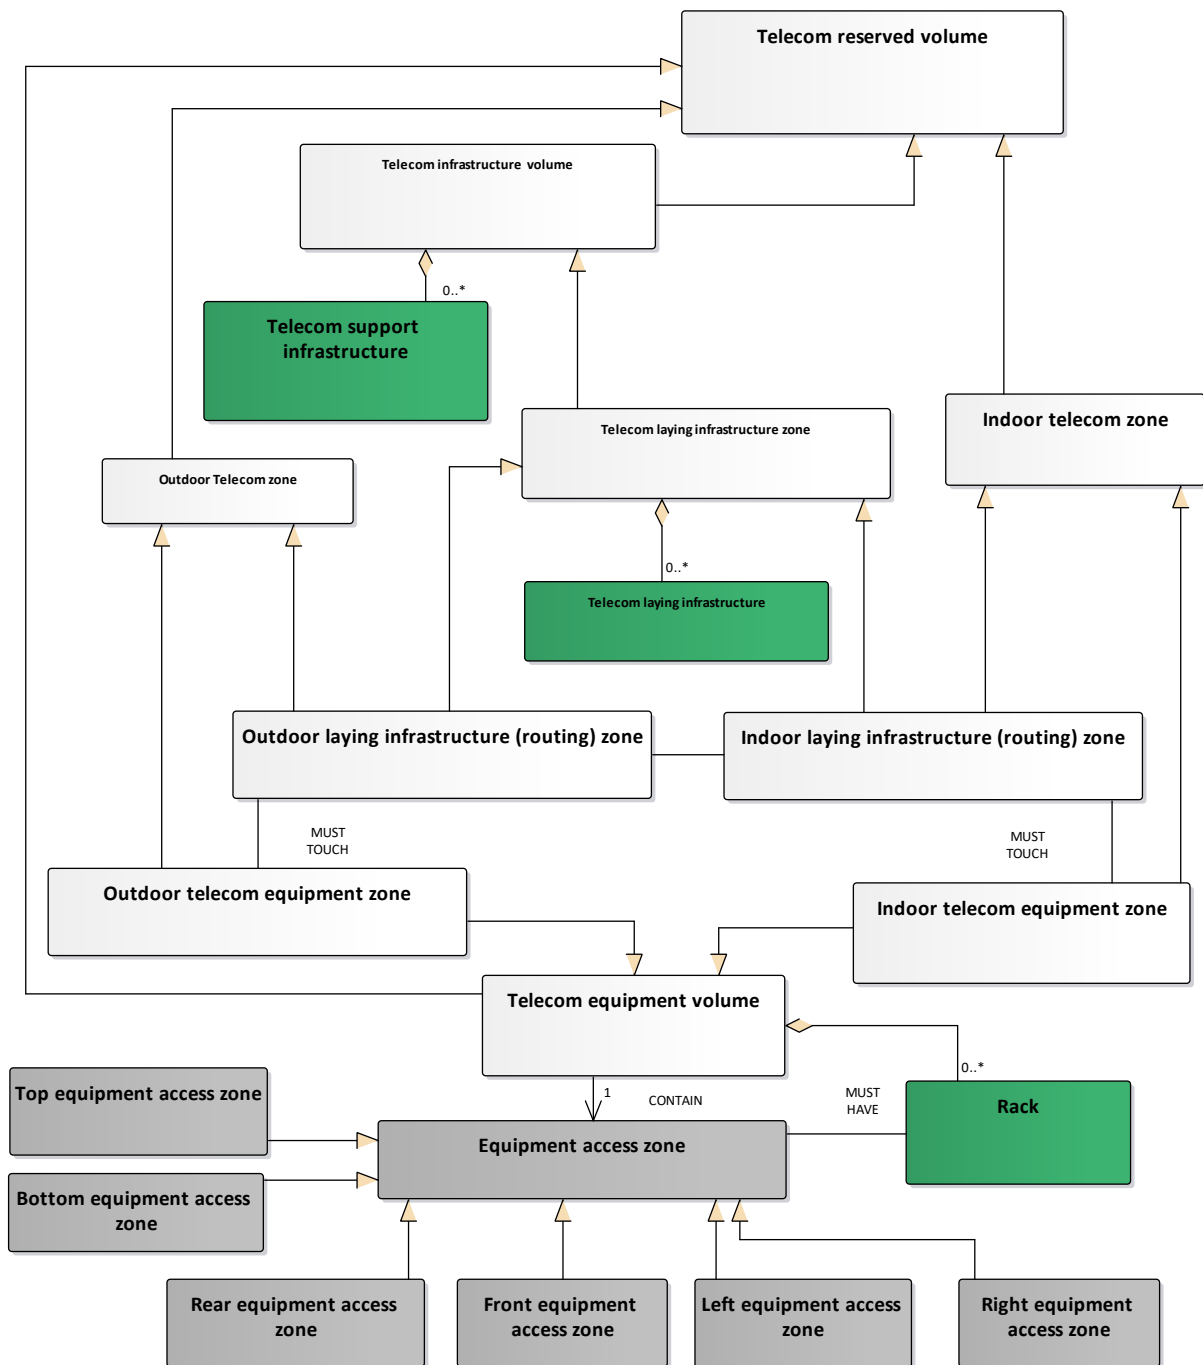 Telecom reserved volume
Telecom infrastructure volume
0..*
Telecom support
infrastructure
Telecom laying infrastructure zone
Indoor telecom zone
Outdoor Telecom zone
0..*
Telecom laying infrastructure
Outdoor laying infrastructure (routing) zone
Indoor laying infrastructure (routing) zone
MUST
TOUCH
MUST
TOUCH
Outdoor telecom equipment zone
Indoor telecom equipment zone
Telecom equipment volume
0..*
1
CONTAIN
MUST
HAVE
Rack
Top equipment access zone
Equipment access zone
Bottom equipment access
zone
Rear equipment access
zone
Front equipment
access zone
Left equipment access
zone
Right equipment
access zone